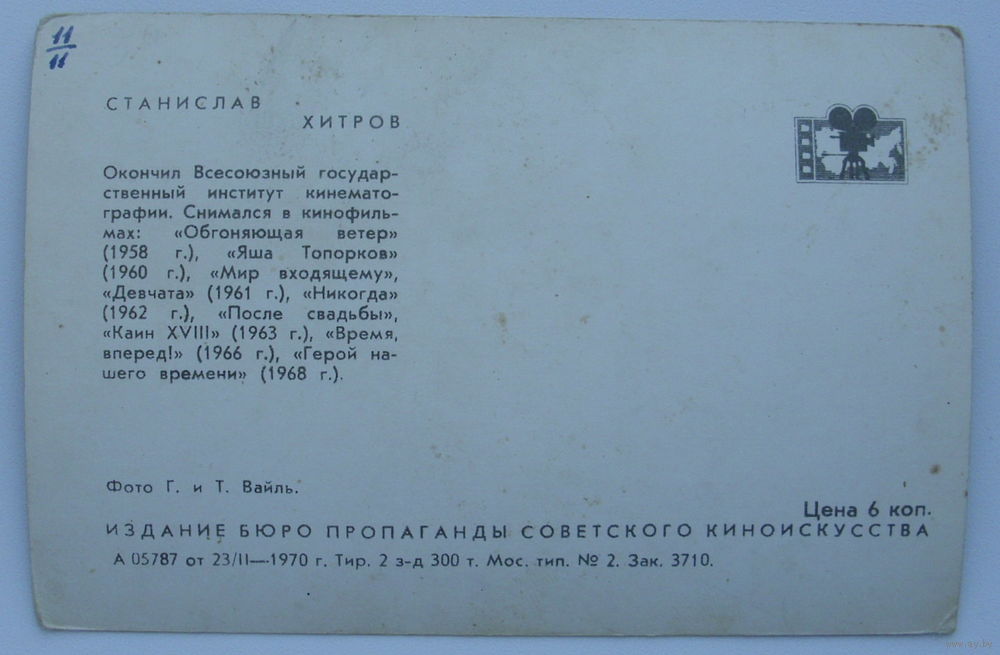 11
11
СТАНИСЛАВ
ХИТРОВ
Окончил Всесоюзный государ-
ственный институт кинемато-
графии. Снимался в кинофиль-
мах: «Обгоняющая ветер»
(1958 г.), «Яша Топорков»
(1960 г.), «Мир входящему»,
«Девчата» (1961 г.), «Никогда»
(1962 г.), «После свадьбы»,
«Каин XVIII» (1963 г.), «Время,
вперед!» (1966 г.), «Герой на-
шего времени» (1968 г.).
Фото Г. и Т. Вайль.
Цена 6 коп.
ИЗДАНИЕ БЮРО ПРОПАГАНДЫ СОВЕТСКОГО КИНОИСКУССТВА
А 05787 от 23/II—1970 г. Тир. 2 з-д 300 т. Мос. тип. № 2. Зак. 3710.
www.ay.by